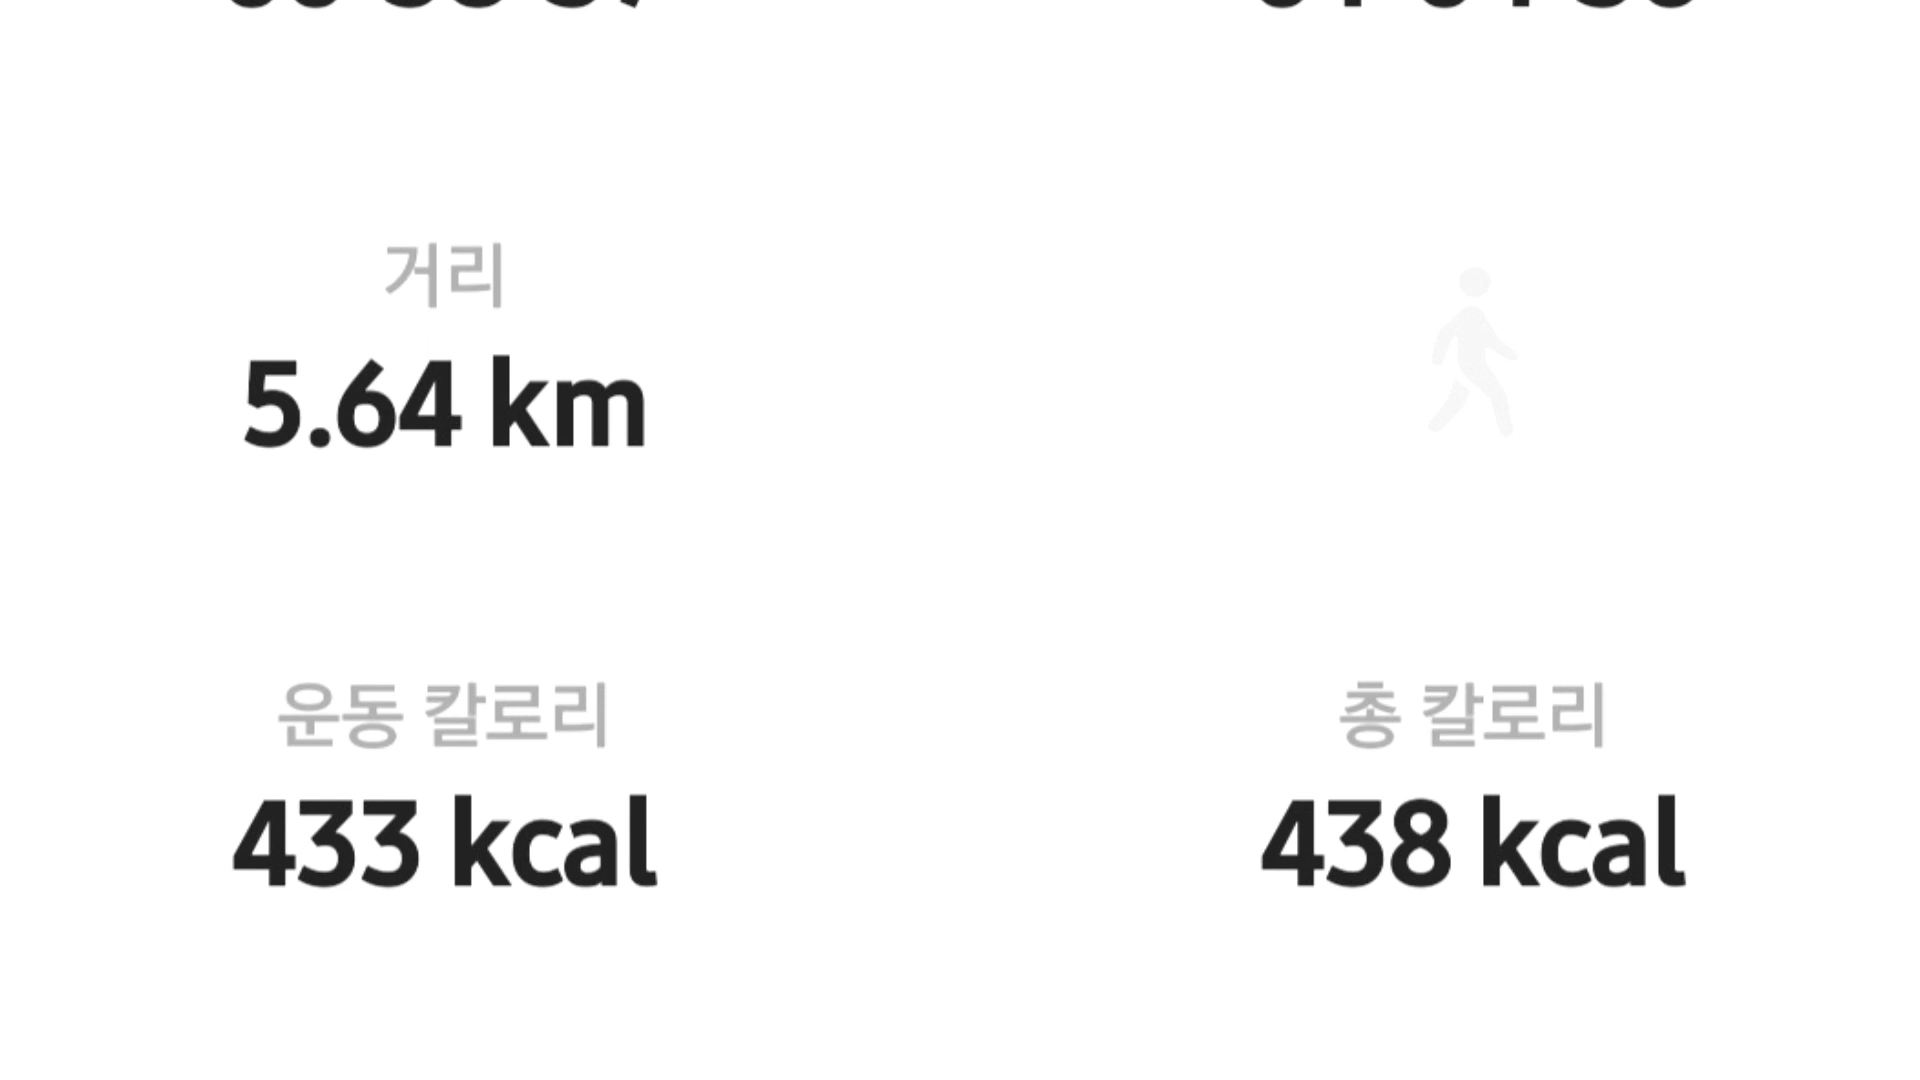 거리
5.64 km
운동 칼로리
총 칼로리
433 kcal
438 kcal